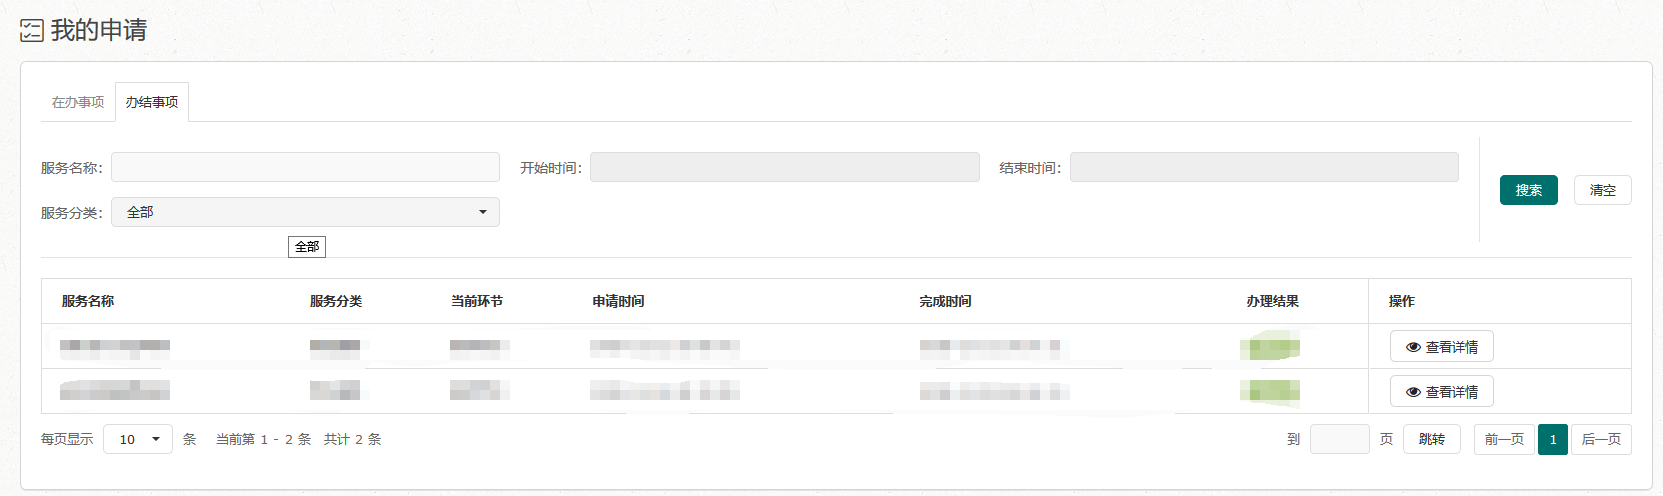 我的申请
在办事项 办结事项
服务名称: 开始时间: 结束时间:
搜索 清空
服务分类: 全部
全部
服务名称 服务分类 当前环节 申请时间 完成时间 办理结果 操作
查看详情
查看详情
每页显示 10 条 当前第 1 - 2 条 共计 2 条 到 页 跳转 前一页 1 后一页